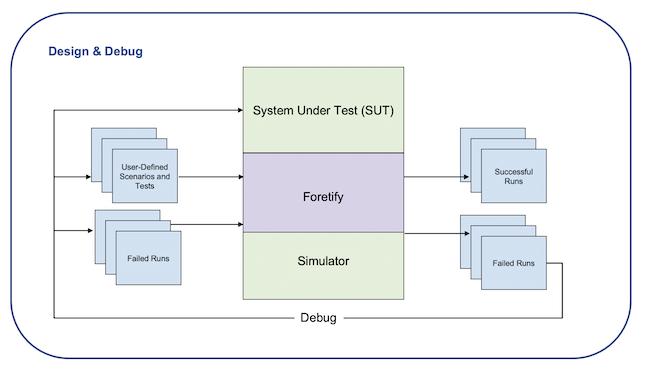 Design & Debug
System Under Test (SUT)
User-Defined
Scenarios and
Tests
Foretify
Successful
Runs
Failed Runs
Simulator
Failed Runs
Debug